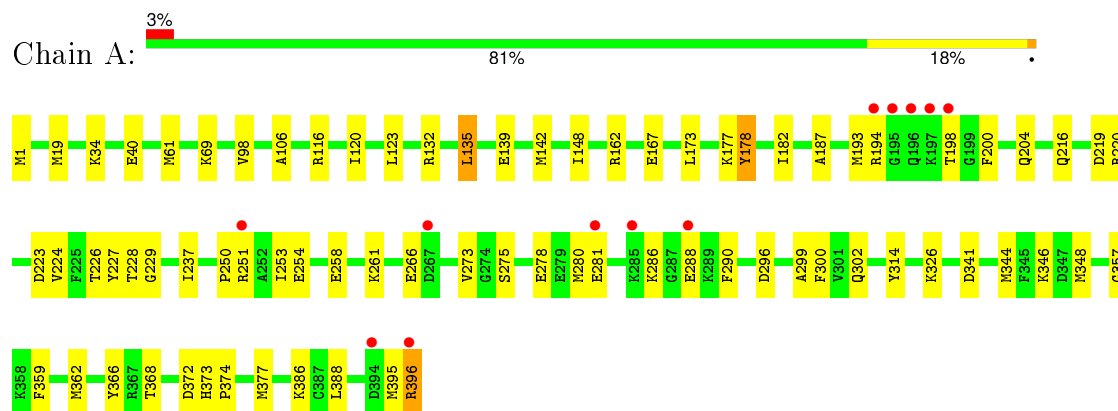 3%
Chain A:
81% 18% •
M1 M19 K34 E40 M61 K69 V98 A106 R116 I120 L123 R132 L135 E139 M142 I148 R162 E167 L173 K177 Y178 I182 A187 M193 R194 G195 Q196 K197 T198 G199 F200 Q204 Q216 D219
D223 V224 F225 T226 Y227 T228 G229 I237 P250 R251 A252 I253 E254 E258 K261 E266 D267 V273 G274 S275 E278 E279 M280 E281 K285 K286 G287 E288 K289 F290 D296 A299 F300 V301 Q302 Y314 K326 D341 M344 F345 K346 D347 M348 G357
K358 F359 M362 Y366 R367 T368 D372 H373 P374 M377 K386 C387 L388 D394 M395 R396